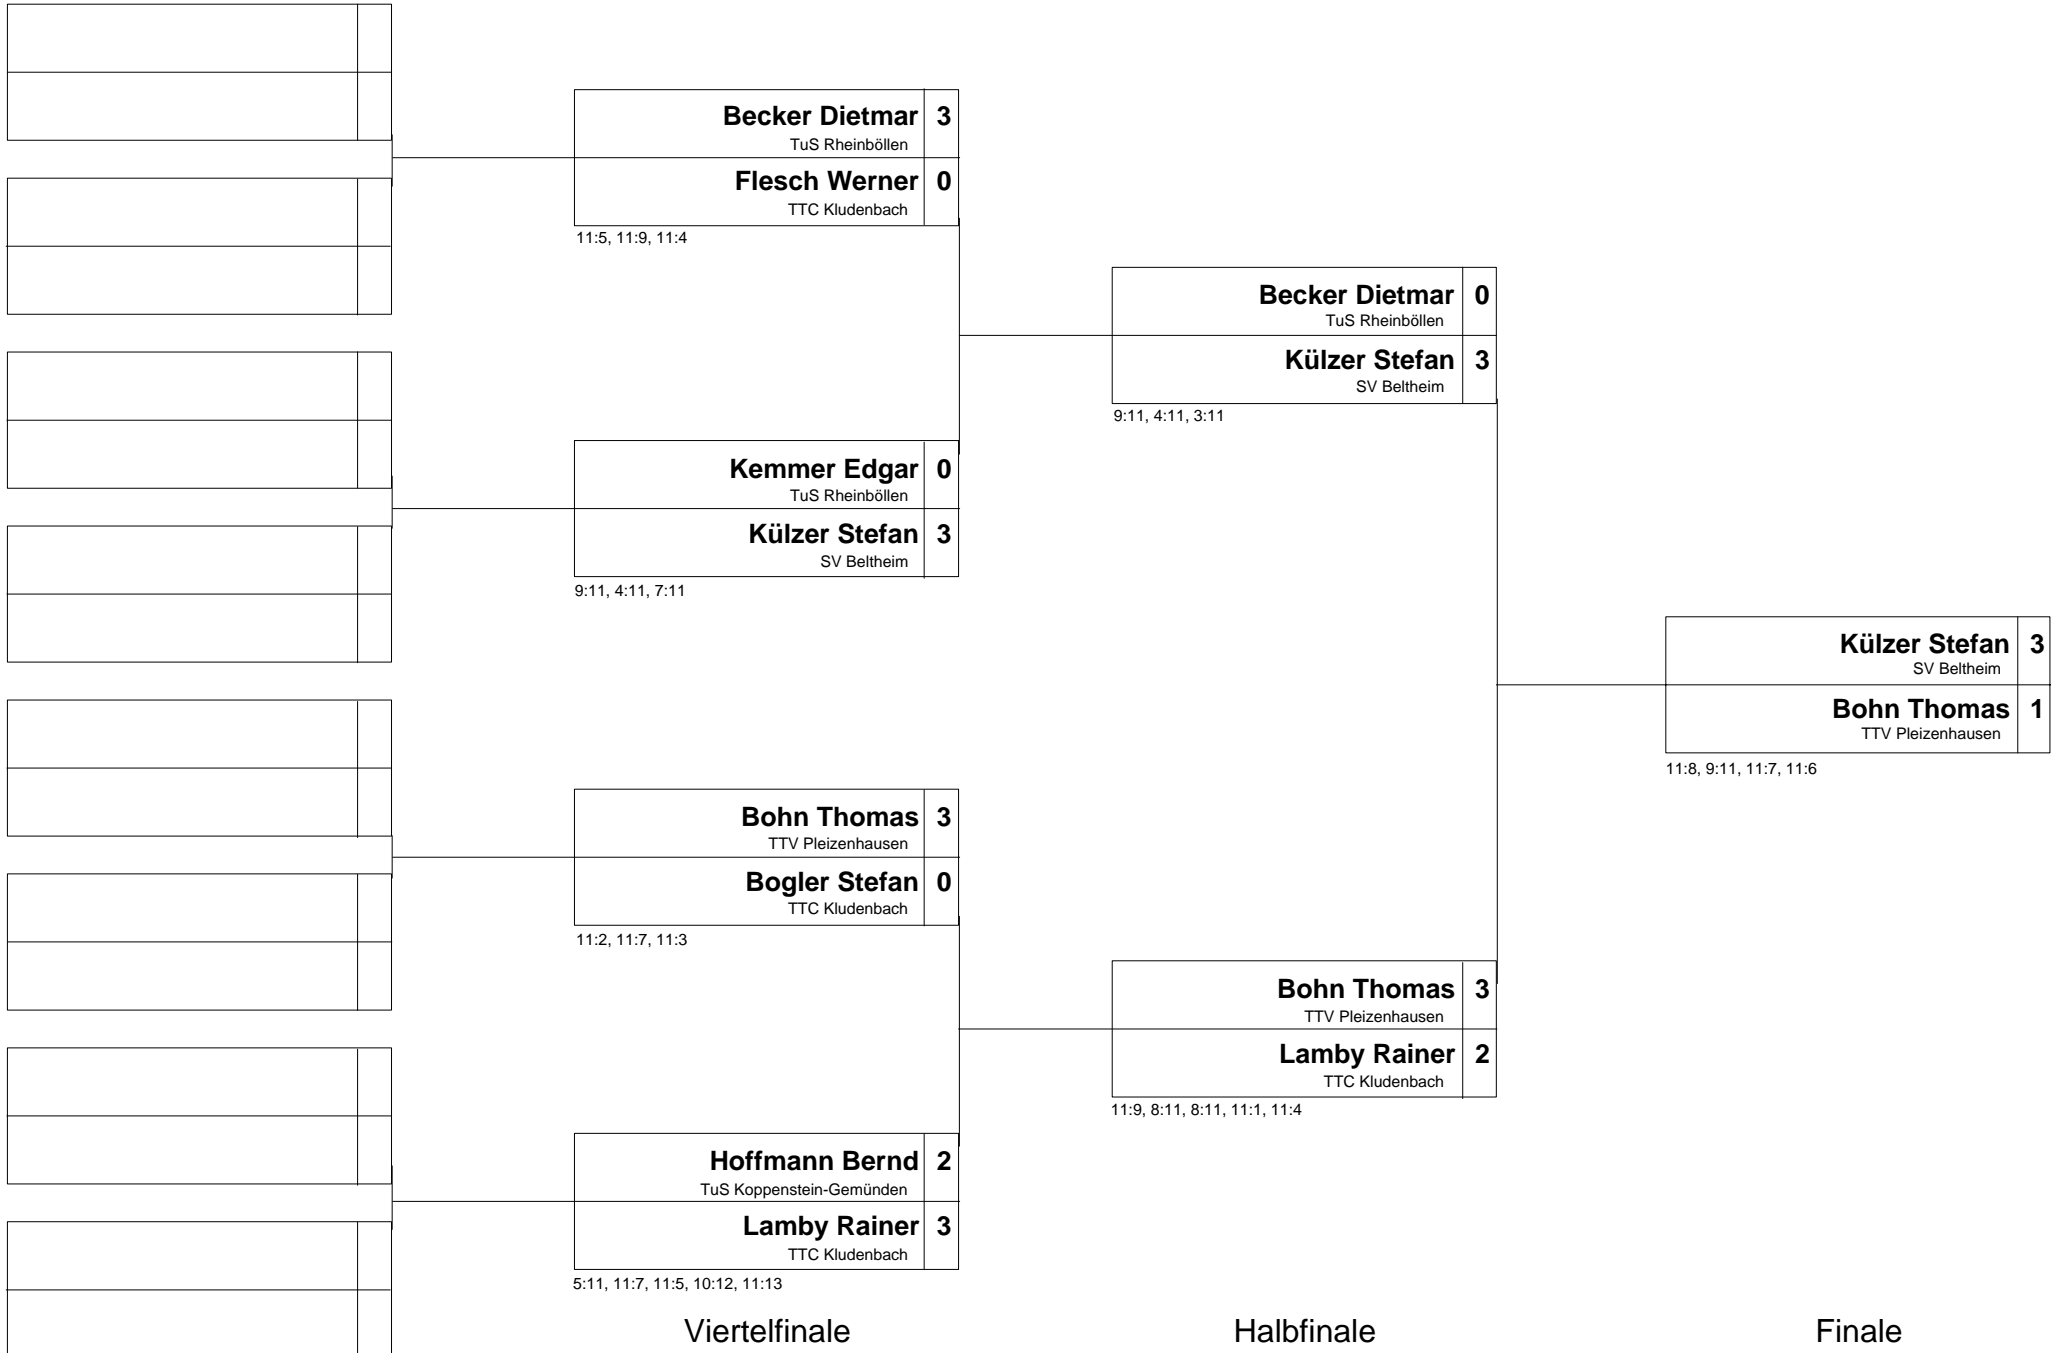 Becker Dietmar 3
TuS Rheinböllen
Flesch Werner 0
TTC Kludenbach
11:5, 11:9, 11:4
Kemmer Edgar 0
TuS Rheinböllen
Külzer Stefan 3
SV Beltheim
9:11, 4:11, 7:11
Bohn Thomas 3
TTV Pleizenhausen
Bogler Stefan 0
TTC Kludenbach
11:2, 11:7, 11:3
Hoffmann Bernd 2
TuS Koppenstein-Gemünden
Lamby Rainer 3
TTC Kludenbach
5:11, 11:7, 11:5, 10:12, 11:13
Viertelfinale
Becker Dietmar 0
TuS Rheinböllen
Külzer Stefan 3
SV Beltheim
9:11, 4:11, 3:11
Bohn Thomas 3
TTV Pleizenhausen
Lamby Rainer 2
TTC Kludenbach
11:9, 8:11, 8:11, 11:1, 11:4
Halbfinale
Külzer Stefan 3
SV Beltheim
Bohn Thomas 1
TTV Pleizenhausen
11:8, 9:11, 11:7, 11:6
Finale